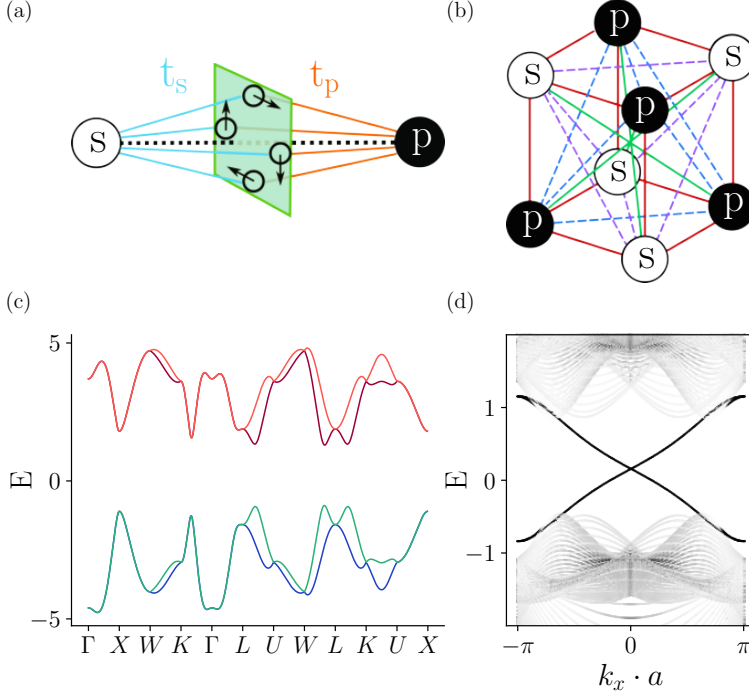 (a)
t_s
t_p
s
p
(b)
p
s
s
p
s
p
p
s
(c)
5
0
−5
E
Γ X W K Γ L U W L K U X
(d)
1
0
−1
E
−π 0 π
k_x · a